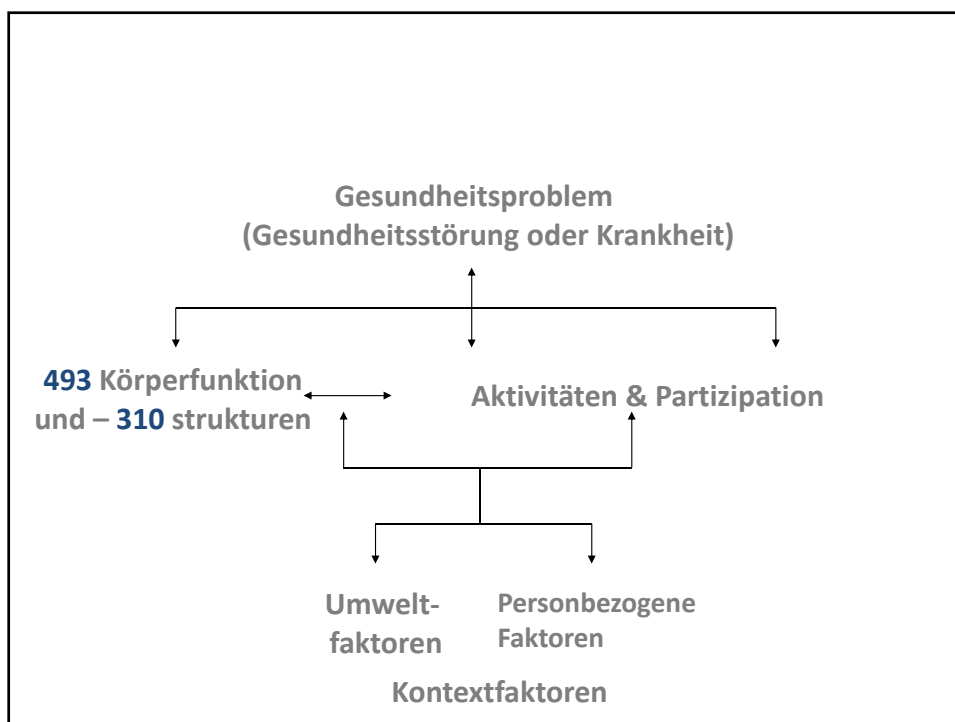 Gesundheitsproblem
(Gesundheitsstörung oder Krankheit)
493 Körperfunktion
und – 310 strukturen
Aktivitäten & Partizipation
Umwelt-
faktoren
Personbezogene
Faktoren
Kontextfaktoren